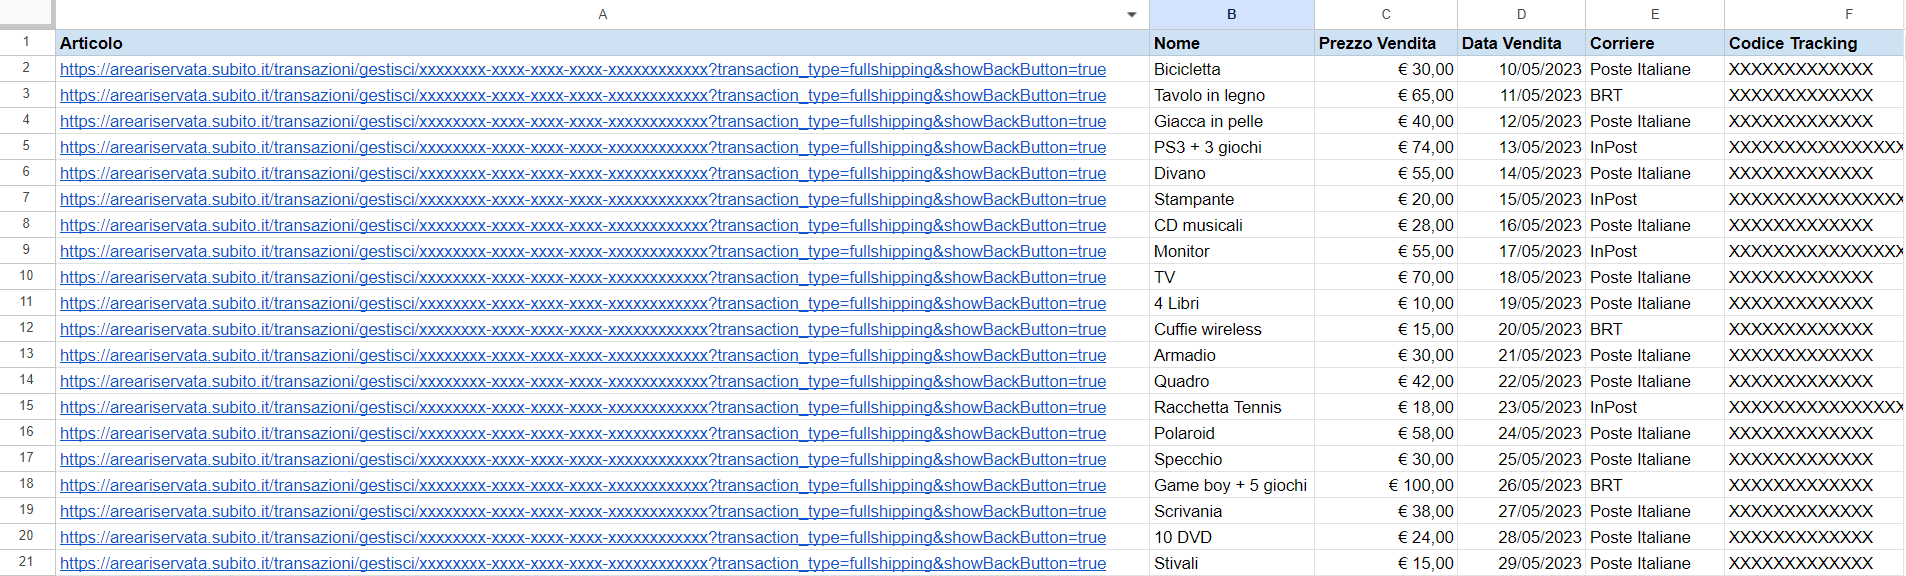 A B C D E F
1 Articolo Nome Prezzo Vendita Data Vendita Corriere Codice Tracking
2 https://areariservata.subito.it/transazioni/gestisci/xxxxxxxx-xxxx-xxxx-xxxx-xxxxxxxxxxxx?transaction_type=fullshipping&showBackButton=true Bicicletta € 30,00 10/05/2023 Poste Italiane XXXXXXXXXXXXX
3 https://areariservata.subito.it/transazioni/gestisci/xxxxxxxx-xxxx-xxxx-xxxx-xxxxxxxxxxxx?transaction_type=fullshipping&showBackButton=true Tavolo in legno € 65,00 11/05/2023 BRT XXXXXXXXXXXXX
4 https://areariservata.subito.it/transazioni/gestisci/xxxxxxxx-xxxx-xxxx-xxxx-xxxxxxxxxxxx?transaction_type=fullshipping&showBackButton=true Giacca in pelle € 40,00 12/05/2023 Poste Italiane XXXXXXXXXXXXX
5 https://areariservata.subito.it/transazioni/gestisci/xxxxxxxx-xxxx-xxxx-xxxx-xxxxxxxxxxxx?transaction_type=fullshipping&showBackButton=true PS3 + 3 giochi € 74,00 13/05/2023 InPost XXXXXXXXXXXXXXXX
6 https://areariservata.subito.it/transazioni/gestisci/xxxxxxxx-xxxx-xxxx-xxxx-xxxxxxxxxxxx?transaction_type=fullshipping&showBackButton=true Divano € 55,00 14/05/2023 Poste Italiane XXXXXXXXXXXXX
7 https://areariservata.subito.it/transazioni/gestisci/xxxxxxxx-xxxx-xxxx-xxxx-xxxxxxxxxxxx?transaction_type=fullshipping&showBackButton=true Stampante € 20,00 15/05/2023 InPost XXXXXXXXXXXXXXXX
8 https://areariservata.subito.it/transazioni/gestisci/xxxxxxxx-xxxx-xxxx-xxxx-xxxxxxxxxxxx?transaction_type=fullshipping&showBackButton=true CD musicali € 28,00 16/05/2023 Poste Italiane XXXXXXXXXXXXX
9 https://areariservata.subito.it/transazioni/gestisci/xxxxxxxx-xxxx-xxxx-xxxx-xxxxxxxxxxxx?transaction_type=fullshipping&showBackButton=true Monitor € 55,00 17/05/2023 InPost XXXXXXXXXXXXXXXX
10 https://areariservata.subito.it/transazioni/gestisci/xxxxxxxx-xxxx-xxxx-xxxx-xxxxxxxxxxxx?transaction_type=fullshipping&showBackButton=true TV € 70,00 18/05/2023 Poste Italiane XXXXXXXXXXXXX
11 https://areariservata.subito.it/transazioni/gestisci/xxxxxxxx-xxxx-xxxx-xxxx-xxxxxxxxxxxx?transaction_type=fullshipping&showBackButton=true 4 Libri € 10,00 19/05/2023 Poste Italiane XXXXXXXXXXXXX
12 https://areariservata.subito.it/transazioni/gestisci/xxxxxxxx-xxxx-xxxx-xxxx-xxxxxxxxxxxx?transaction_type=fullshipping&showBackButton=true Cuffie wireless € 15,00 20/05/2023 BRT XXXXXXXXXXXXX
13 https://areariservata.subito.it/transazioni/gestisci/xxxxxxxx-xxxx-xxxx-xxxx-xxxxxxxxxxxx?transaction_type=fullshipping&showBackButton=true Armadio € 30,00 21/05/2023 Poste Italiane XXXXXXXXXXXXX
14 https://areariservata.subito.it/transazioni/gestisci/xxxxxxxx-xxxx-xxxx-xxxx-xxxxxxxxxxxx?transaction_type=fullshipping&showBackButton=true Quadro € 42,00 22/05/2023 Poste Italiane XXXXXXXXXXXXX
15 https://areariservata.subito.it/transazioni/gestisci/xxxxxxxx-xxxx-xxxx-xxxx-xxxxxxxxxxxx?transaction_type=fullshipping&showBackButton=true Racchetta Tennis € 18,00 23/05/2023 InPost XXXXXXXXXXXXXXXX
16 https://areariservata.subito.it/transazioni/gestisci/xxxxxxxx-xxxx-xxxx-xxxx-xxxxxxxxxxxx?transaction_type=fullshipping&showBackButton=true Polaroid € 58,00 24/05/2023 Poste Italiane XXXXXXXXXXXXX
17 https://areariservata.subito.it/transazioni/gestisci/xxxxxxxx-xxxx-xxxx-xxxx-xxxxxxxxxxxx?transaction_type=fullshipping&showBackButton=true Specchio € 30,00 25/05/2023 Poste Italiane XXXXXXXXXXXXX
18 https://areariservata.subito.it/transazioni/gestisci/xxxxxxxx-xxxx-xxxx-xxxx-xxxxxxxxxxxx?transaction_type=fullshipping&showBackButton=true Game boy + 5 giochi € 100,00 26/05/2023 BRT XXXXXXXXXXXXX
19 https://areariservata.subito.it/transazioni/gestisci/xxxxxxxx-xxxx-xxxx-xxxx-xxxxxxxxxxxx?transaction_type=fullshipping&showBackButton=true Scrivania € 38,00 27/05/2023 Poste Italiane XXXXXXXXXXXXX
20 https://areariservata.subito.it/transazioni/gestisci/xxxxxxxx-xxxx-xxxx-xxxx-xxxxxxxxxxxx?transaction_type=fullshipping&showBackButton=true 10 DVD € 24,00 28/05/2023 Poste Italiane XXXXXXXXXXXXX
21 https://areariservata.subito.it/transazioni/gestisci/xxxxxxxx-xxxx-xxxx-xxxx-xxxxxxxxxxxx?transaction_type=fullshipping&showBackButton=true Stivali € 15,00 29/05/2023 Poste Italiane XXXXXXXXXXXXX